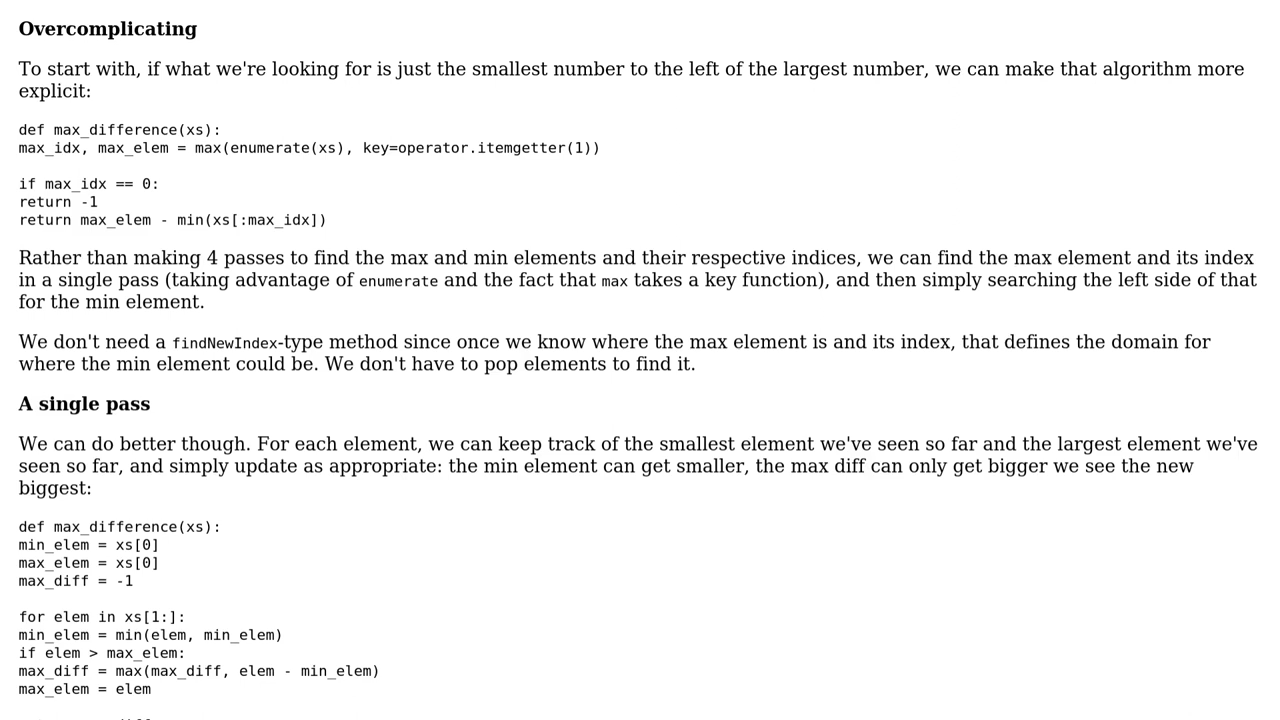 Overcomplicating
To start with, if what we're looking for is just the smallest number to the left of the largest number, we can make that algorithm more
explicit:
def max_difference(xs):
max_idx, max_elem = max(enumerate(xs), key=operator.itemgetter(1))
if max_idx == 0:
return -1
return max_elem - min(xs[:max_idx])
Rather than making 4 passes to find the max and min elements and their respective indices, we can find the max element and its index
in a single pass (taking advantage of enumerate and the fact that max takes a key function), and then simply searching the left side of that
for the min element.
We don't need a findNewIndex-type method since once we know where the max element is and its index, that defines the domain for
where the min element could be. We don't have to pop elements to find it.
A single pass
We can do better though. For each element, we can keep track of the smallest element we've seen so far and the largest element we've
seen so far, and simply update as appropriate: the min element can get smaller, the max diff can only get bigger we see the new
biggest:
def max_difference(xs):
min_elem = xs[0]
max_elem = xs[0]
max_diff = -1
for elem in xs[1:]:
min_elem = min(elem, min_elem)
if elem > max_elem:
max_diff = max(max_diff, elem - min_elem)
max_elem = elem